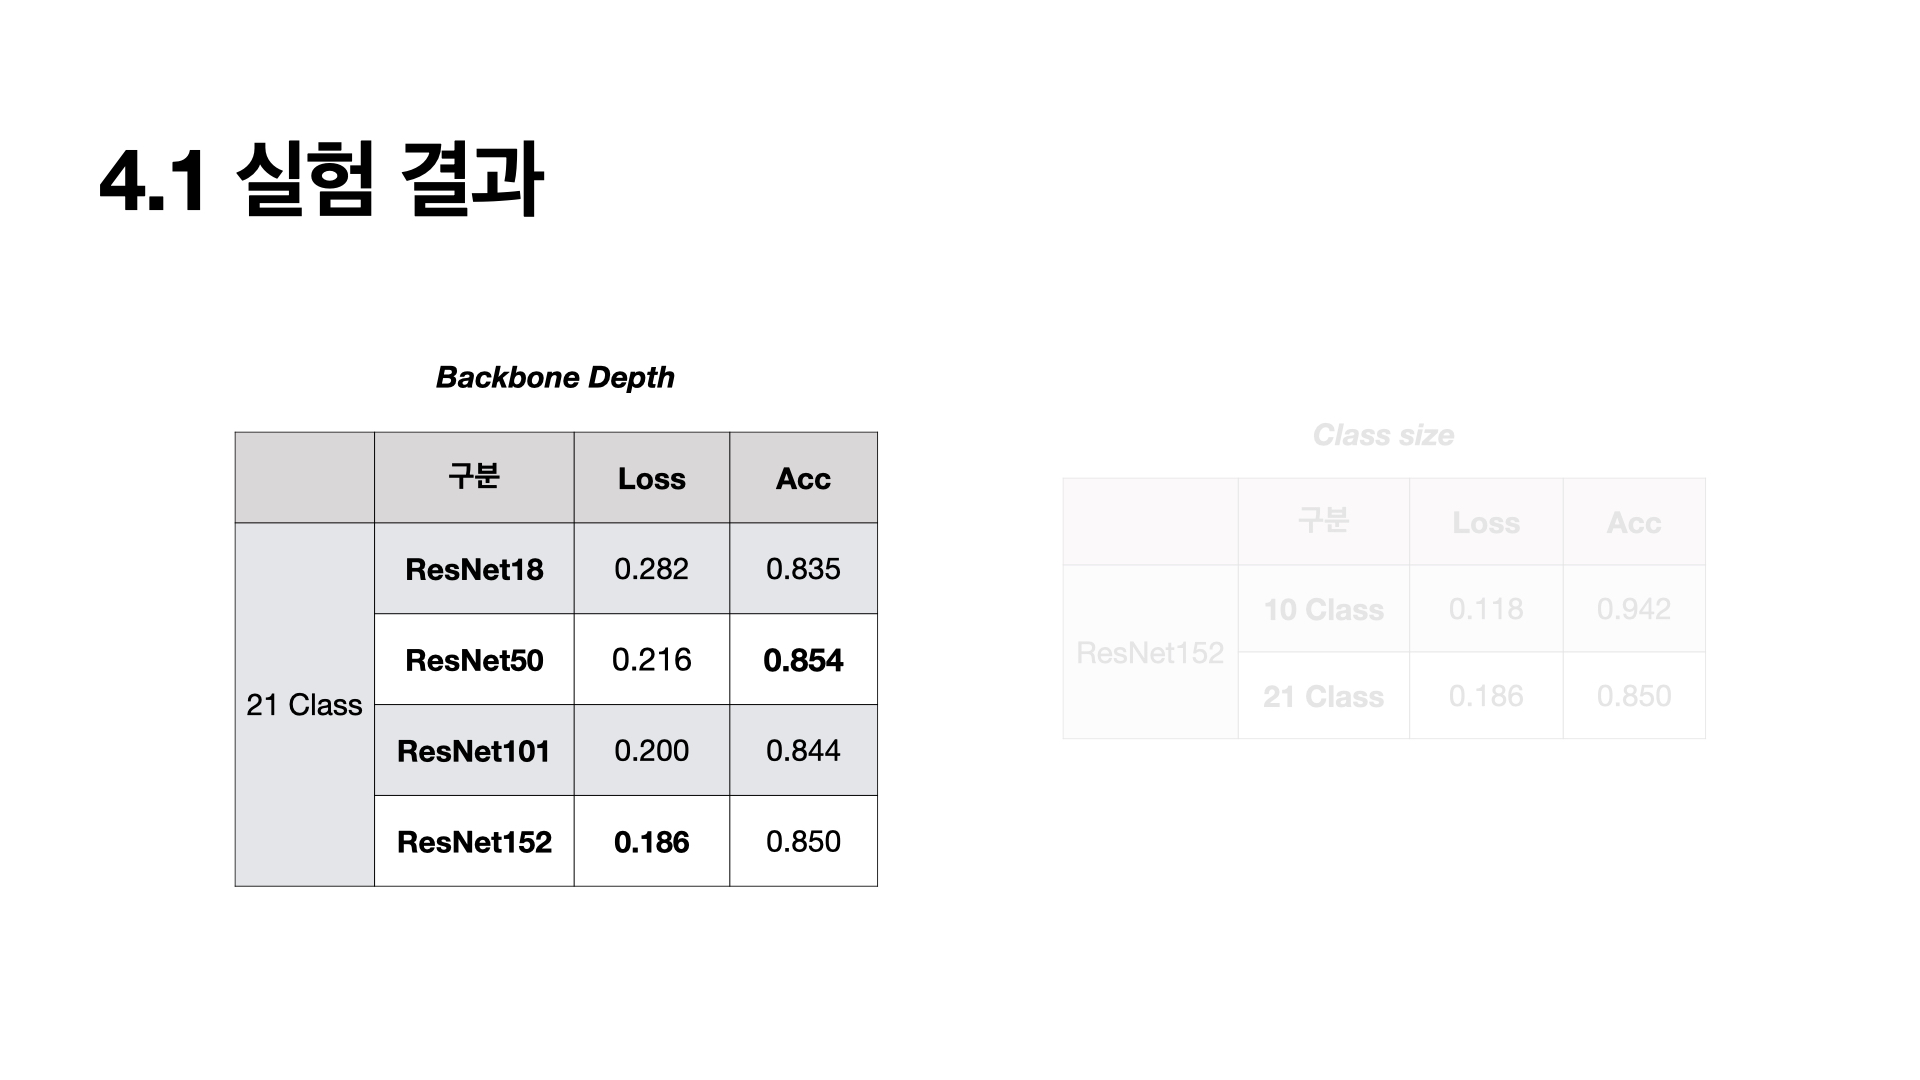 4.1 실험 결과
Backbone Depth
구분 Loss Acc
21 Class
ResNet18 0.282 0.835
ResNet50 0.216 0.854
ResNet101 0.200 0.844
ResNet152 0.186 0.850
Class size
구분 Loss Acc
ResNet152
10 Class 0.118 0.942
21 Class 0.186 0.850